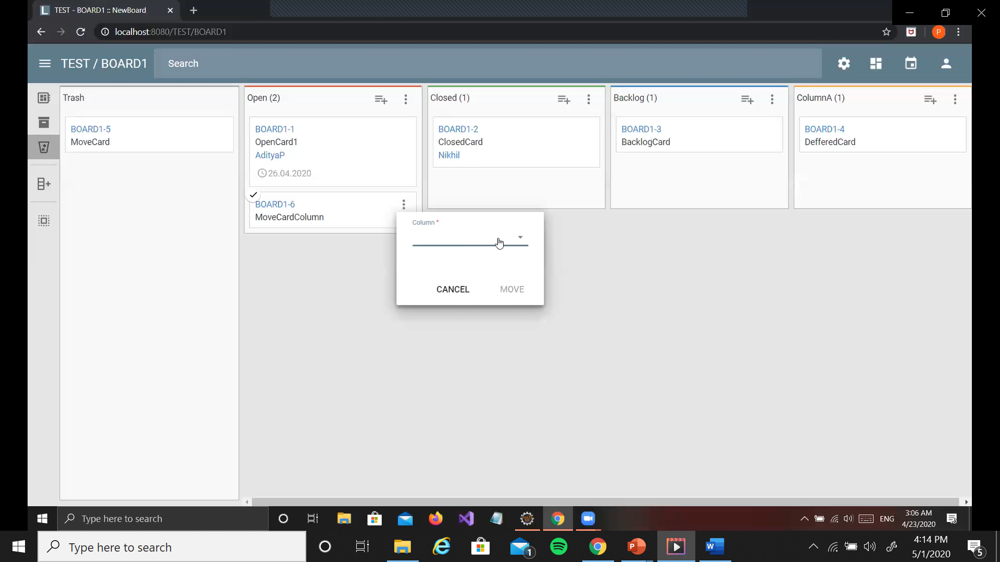 TEST - BOARD1 :: NewBoard
localhost:8080/TEST/BOARD1
P
TEST / BOARD1
Search
Trash
BOARD1-5
MoveCard
Open (2)
BOARD1-1
OpenCard1
AdityaP
26.04.2020
BOARD1-6
MoveCardColumn
Closed (1)
BOARD1-2
ClosedCard
Nikhil
Backlog (1)
BOARD1-3
BacklogCard
ColumnA (1)
BOARD1-4
DefferedCard
Column *
CANCEL MOVE
Type here to search
ENG
3:06 AM
4/23/2020
Type here to search
1
4:14 PM
5/1/2020
5